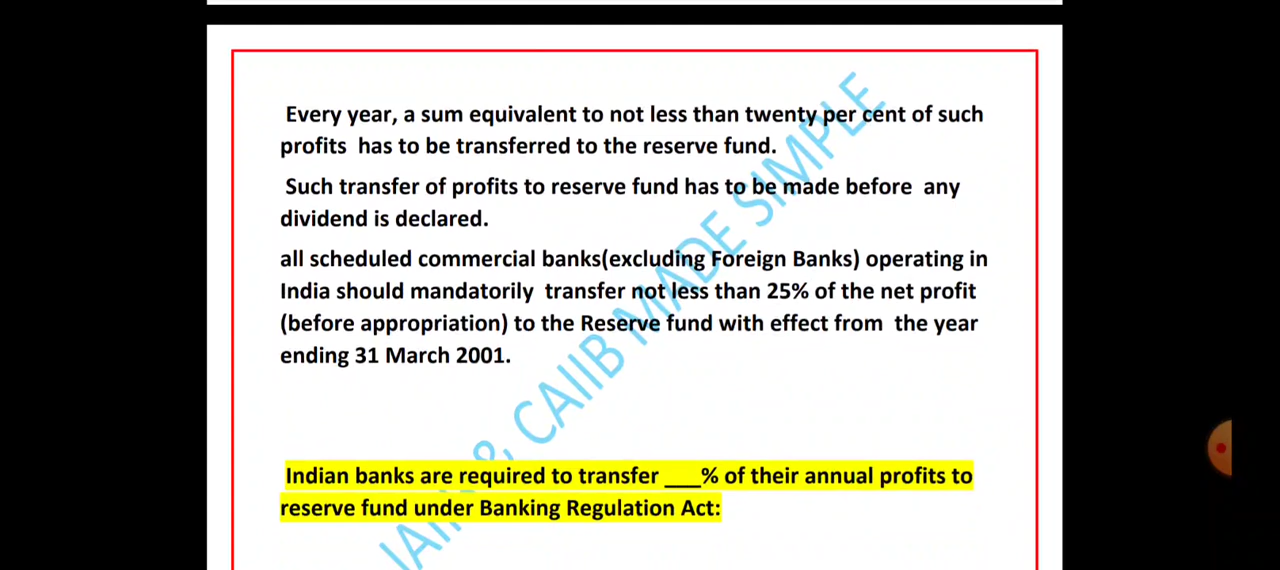 Every year, a sum equivalent to not less than twenty per cent of such
profits has to be transferred to the reserve fund.
Such transfer of profits to reserve fund has to be made before any
dividend is declared.
all scheduled commercial banks(excluding Foreign Banks) operating in
India should mandatorily transfer not less than 25% of the net profit
(before appropriation) to the Reserve fund with effect from the year
ending 31 March 2001.
Indian banks are required to transfer ___% of their annual profits to
reserve fund under Banking Regulation Act:
& CAIIB MADE SIMPLE